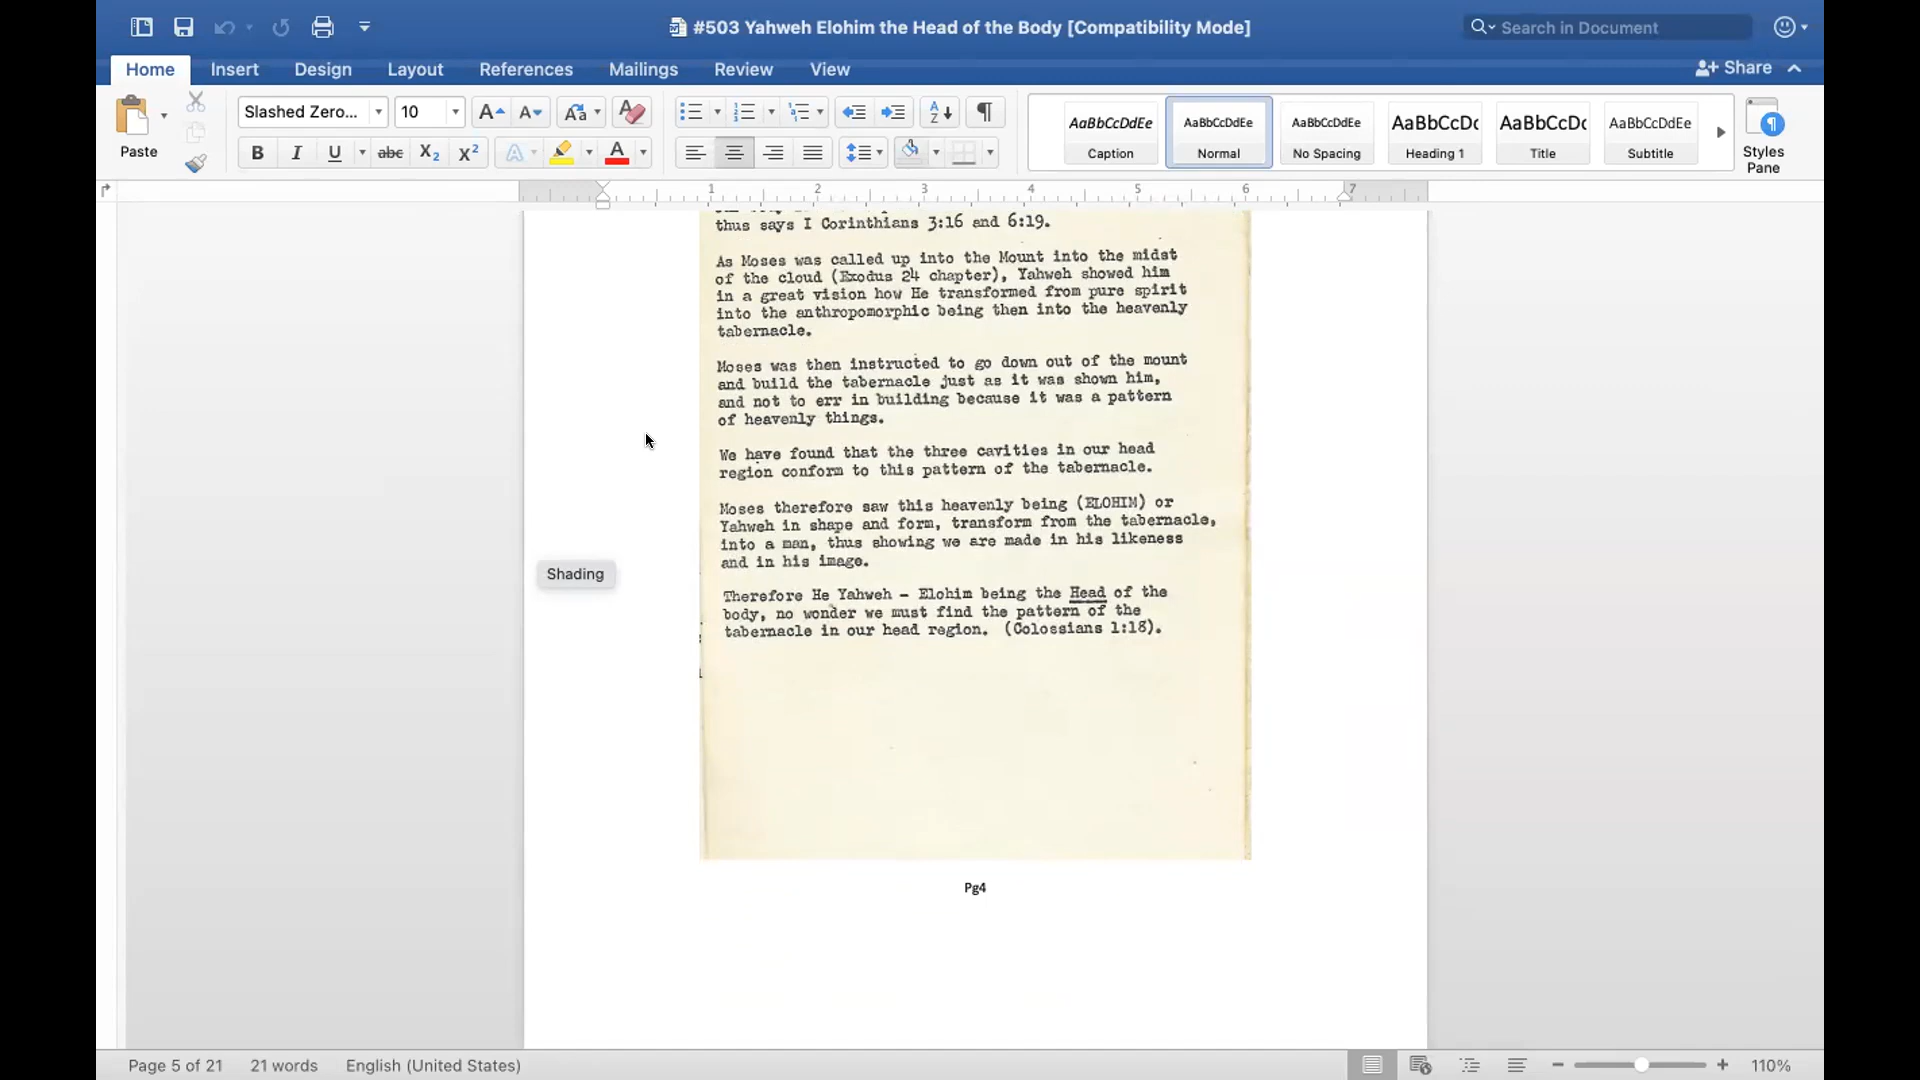 #503 Yahweh Elohim the Head of the Body [Compatibility Mode]
Search in Document
Home Insert Design Layout References Mailings Review View
Share
Paste
Slashed Zero... 10
AaBbCcDdEe AaBbCcDdEe AaBbCcDdEe AaBbCcDc AaBbCcDc AaBbCcDdEe
Caption Normal No Spacing Heading 1 Title Subtitle
Styles
Pane
1 2 3 4 5 6 7
thus says I Corinthians 3:16 and 6:19.
As Moses was called up into the Mount into the midst
of the cloud (Exodus 24 chapter), Yahweh showed him
in a great vision how He transformed from pure spirit
into the anthropomorphic being then into the heavenly
tabernacle.
Moses was then instructed to go down out of the mount
and build the tabernacle just as it was shown him,
and not to err in building because it was a pattern
of heavenly things.
We have found that the three cavities in our head
region conform to this pattern of the tabernacle.
Moses therefore saw this heavenly being (ELOHIM) or
Yahweh in shape and form, transform from the tabernacle,
into a man, thus showing we are made in his likeness
and in his image.
Shading
Therefore He Yahweh - Elohim being the Head of the
body, no wonder we must find the pattern of the
tabernacle in our head region. (Colossians 1:18).
Pg4
Page 5 of 21 21 words English (United States) 110%